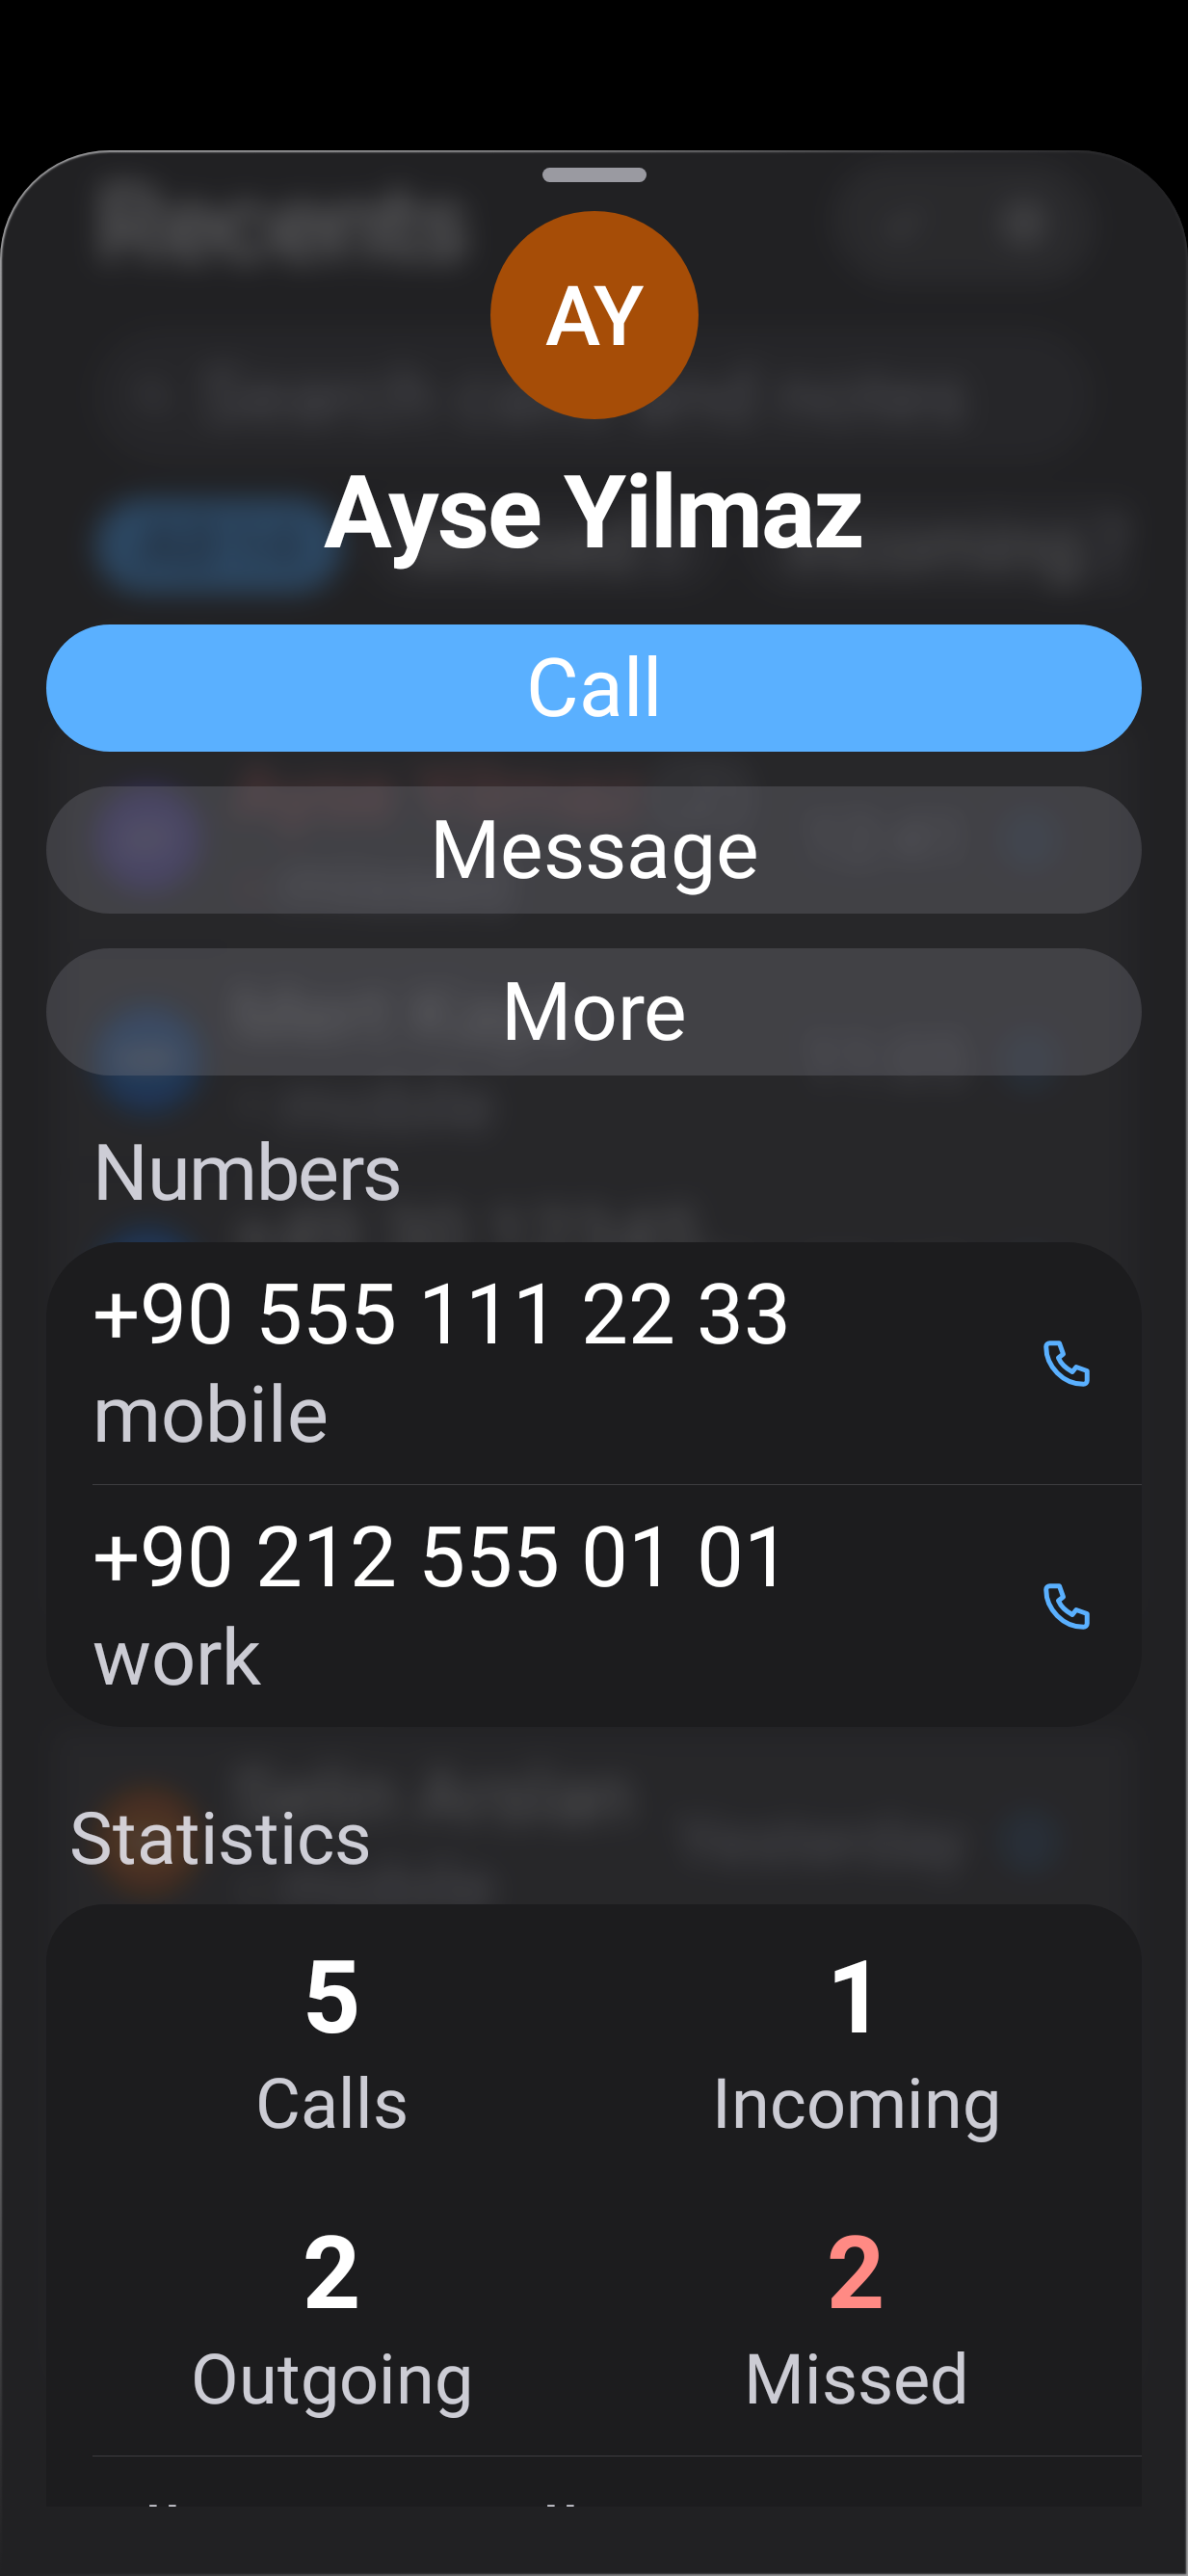 Recents
AY
Ayse Yilmaz
Call
Message
More
Numbers
+90 555 111 22 33
mobile
+90 212 555 01 01
work
Statistics
5
Calls
1
Incoming
2
Outgoing
2
Missed